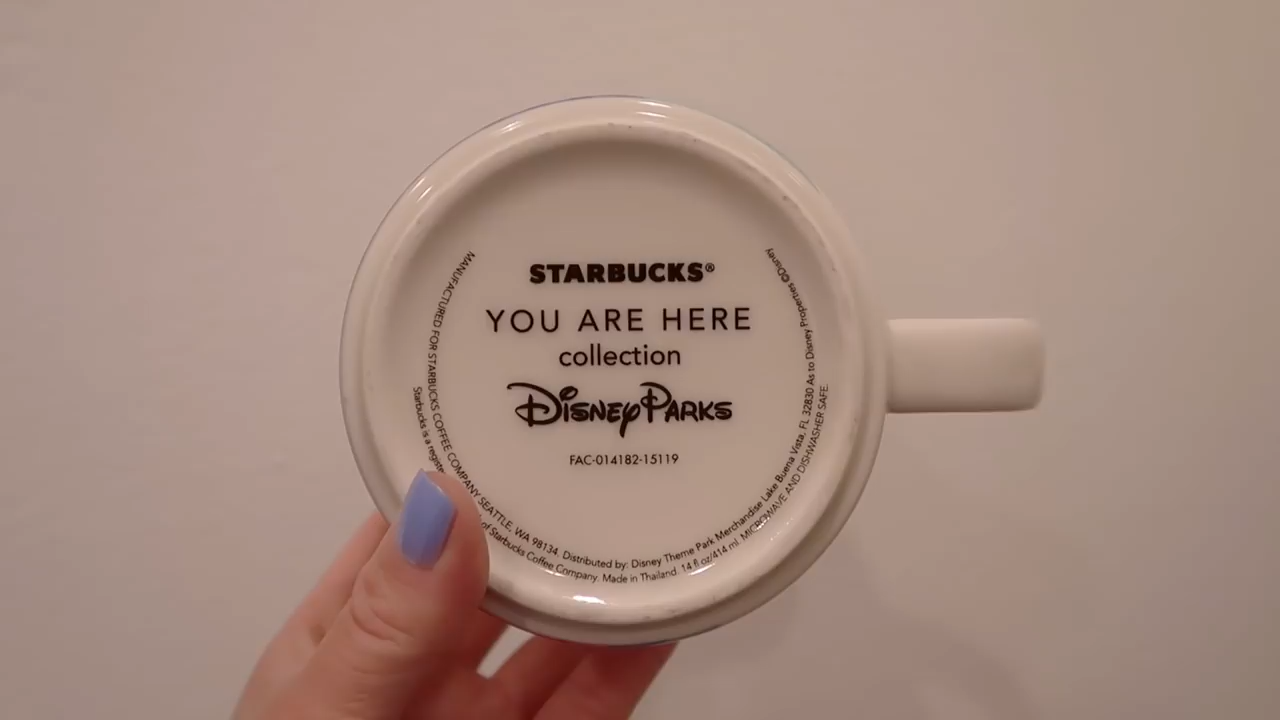 STARBUCKS®
YOU ARE HERE
collection
Disney Parks
FAC-014182-15119
MANUFACTURED FOR STARBUCKS COFFEE COMPANY SEATTLE, WA 98134. Distributed by: Disney Theme Park Merchandise Lake Buena Vista, FL 32830 As to Disney Properties ©Disney
Starbucks is a of Starbucks Coffee Company. Made in Thailand. 14 fl oz/414 ml. MICROWAVE AND DISHWASHER SAFE.